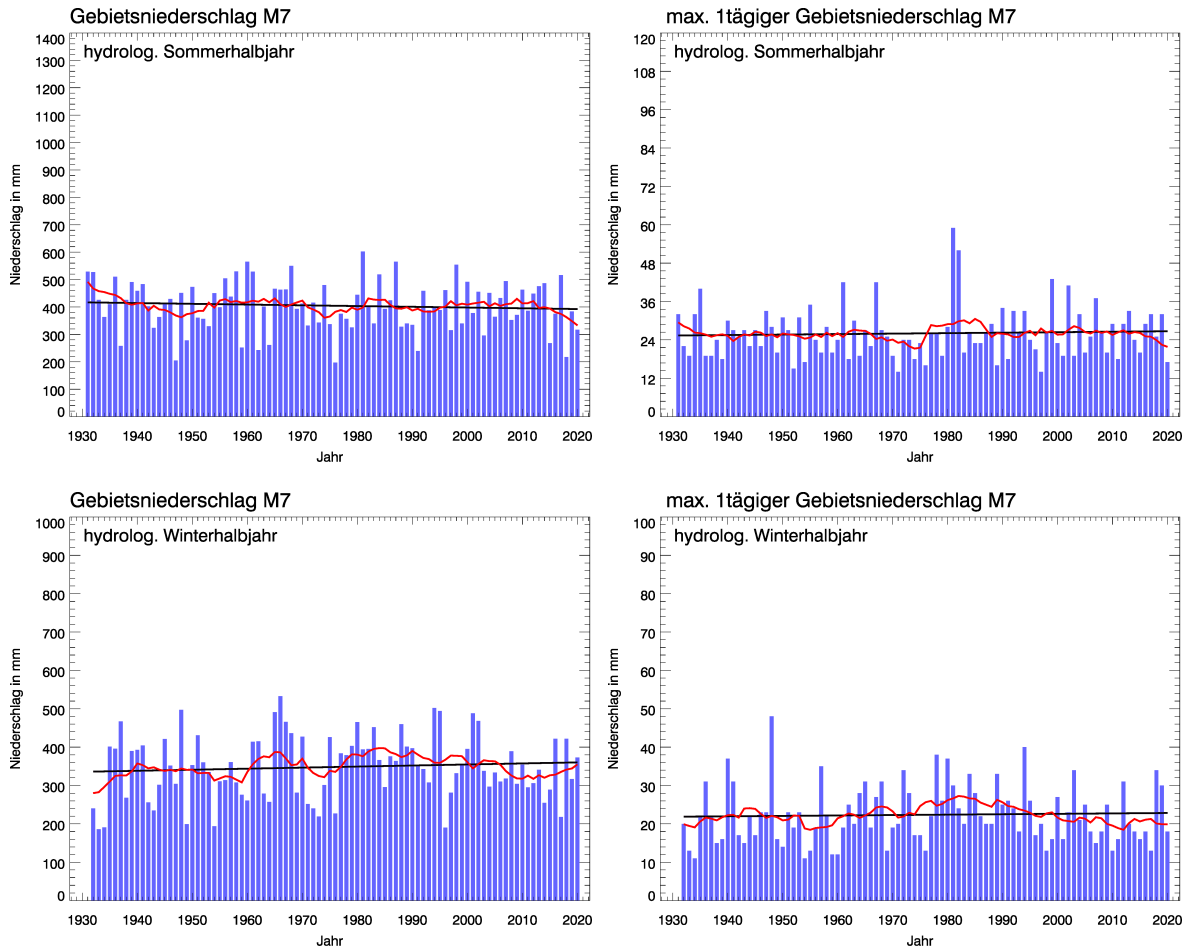 Gebietsniederschlag M7
hydrolog. Sommerhalbjahr
Niederschlag in mm
1400
1300
1200
1100
1000
900
800
700
600
500
400
300
200
100
0
1930 1940 1950 1960 1970 1980 1990 2000 2010 2020
Jahr
max. 1tägiger Gebietsniederschlag M7
hydrolog. Sommerhalbjahr
Niederschlag in mm
120
108
96
84
72
60
48
36
24
12
0
1930 1940 1950 1960 1970 1980 1990 2000 2010 2020
Jahr
Gebietsniederschlag M7
hydrolog. Winterhalbjahr
Niederschlag in mm
1000
900
800
700
600
500
400
300
200
100
0
1930 1940 1950 1960 1970 1980 1990 2000 2010 2020
Jahr
max. 1tägiger Gebietsniederschlag M7
hydrolog. Winterhalbjahr
Niederschlag in mm
100
90
80
70
60
50
40
30
20
10
0
1930 1940 1950 1960 1970 1980 1990 2000 2010 2020
Jahr